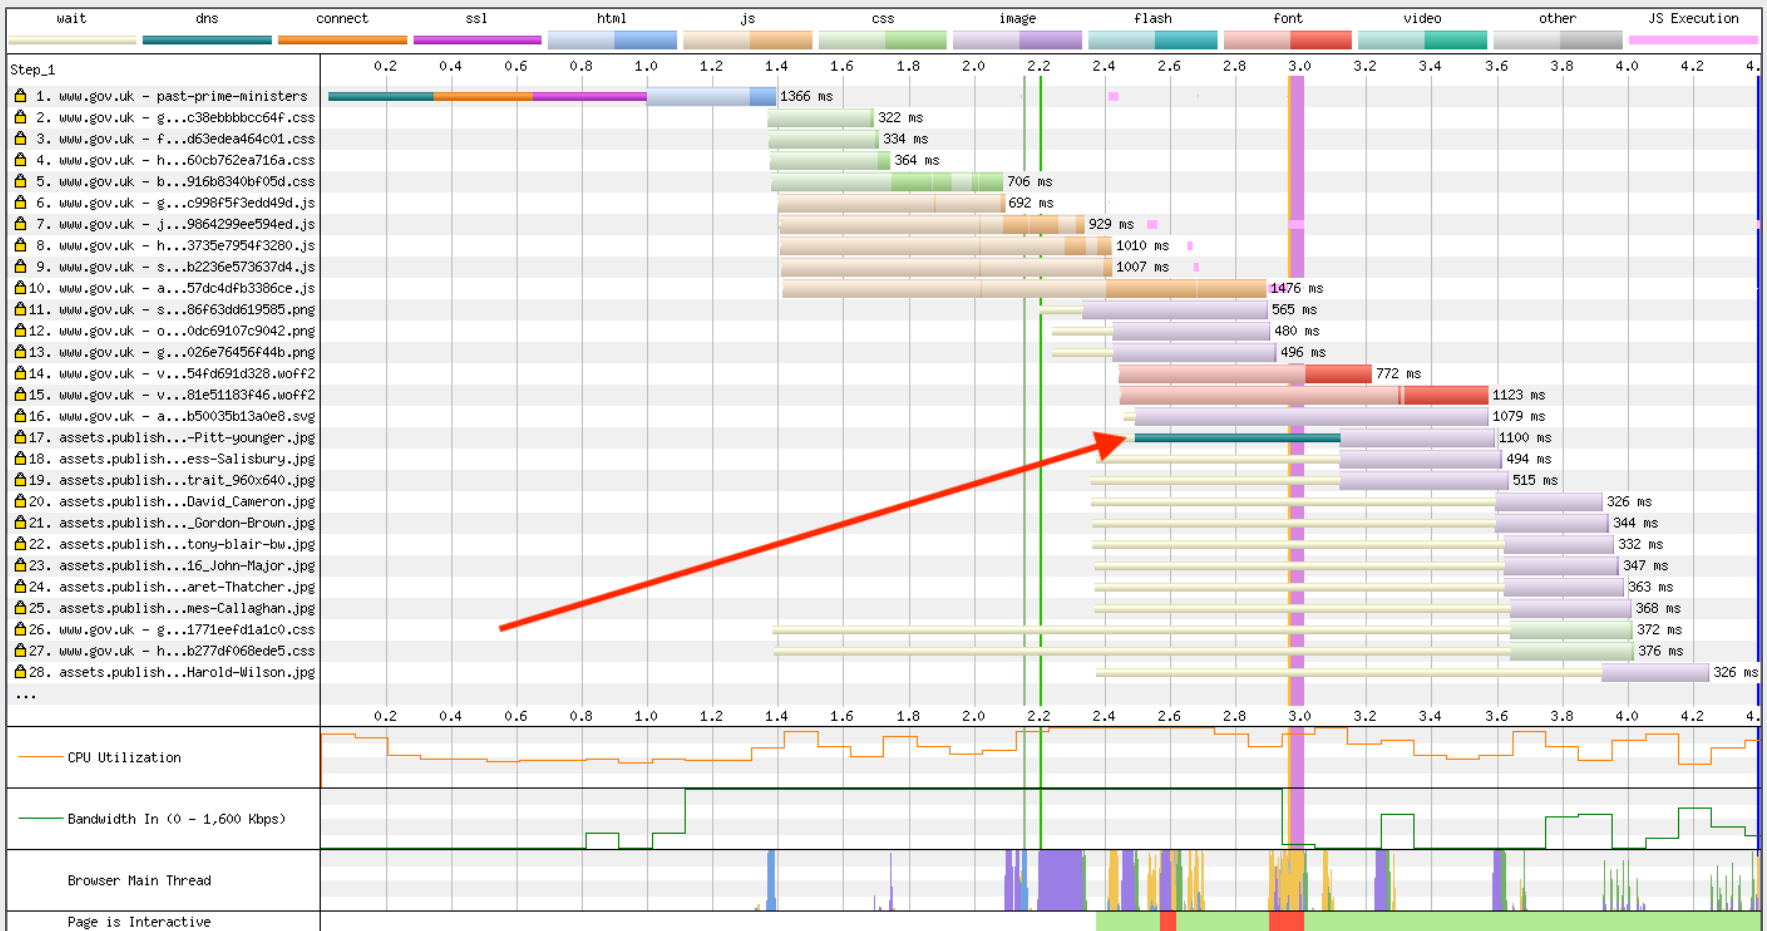 wait dns connect ssl html js css image flash font video other JS Execution
Step_1 0.2 0.4 0.6 0.8 1.0 1.2 1.4 1.6 1.8 2.0 2.2 2.4 2.6 2.8 3.0 3.2 3.4 3.6 3.8 4.0 4.2 4.
1. www.gov.uk - past-prime-ministers 1366 ms
2. www.gov.uk - g...c38ebbbbcc64f.css 322 ms
3. www.gov.uk - f...d63edea464c01.css 334 ms
4. www.gov.uk - h...60cb762ea716a.css 364 ms
5. www.gov.uk - b...916b8340bf05d.css 706 ms
6. www.gov.uk - g...c998f5f3edd49d.js 692 ms
7. www.gov.uk - j...9864299ee594ed.js 929 ms
8. www.gov.uk - h...3735e7954f3280.js 1010 ms
9. www.gov.uk - s...b2236e573637d4.js 1007 ms
10. www.gov.uk - a...57dc4dfb3386ce.js 1476 ms
11. www.gov.uk - s...86f63dd619585.png 565 ms
12. www.gov.uk - o...0dc69107c9042.png 480 ms
13. www.gov.uk - g...026e76456f44b.png 496 ms
14. www.gov.uk - v...54fd691d328.woff2 772 ms
15. www.gov.uk - v...81e51183f46.woff2 1123 ms
16. www.gov.uk - a...b50035b13a0e8.svg 1079 ms
17. assets.publish...-Pitt-younger.jpg 1100 ms
18. assets.publish...ess-Salisbury.jpg 494 ms
19. assets.publish...trait_960x640.jpg 515 ms
20. assets.publish...David_Cameron.jpg 326 ms
21. assets.publish..._Gordon-Brown.jpg 344 ms
22. assets.publish...tony-blair-bw.jpg 332 ms
23. assets.publish...16_John-Major.jpg 347 ms
24. assets.publish...aret-Thatcher.jpg 363 ms
25. assets.publish...mes-Callaghan.jpg 368 ms
26. www.gov.uk - g...1771eefd1a1c0.css 372 ms
27. www.gov.uk - h...b277df068ede5.css 376 ms
28. assets.publish...Harold-Wilson.jpg 326 ms
...
0.2 0.4 0.6 0.8 1.0 1.2 1.4 1.6 1.8 2.0 2.2 2.4 2.6 2.8 3.0 3.2 3.4 3.6 3.8 4.0 4.2 4.
CPU Utilization
Bandwidth In (0 - 1,600 Kbps)
Browser Main Thread
Page is Interactive